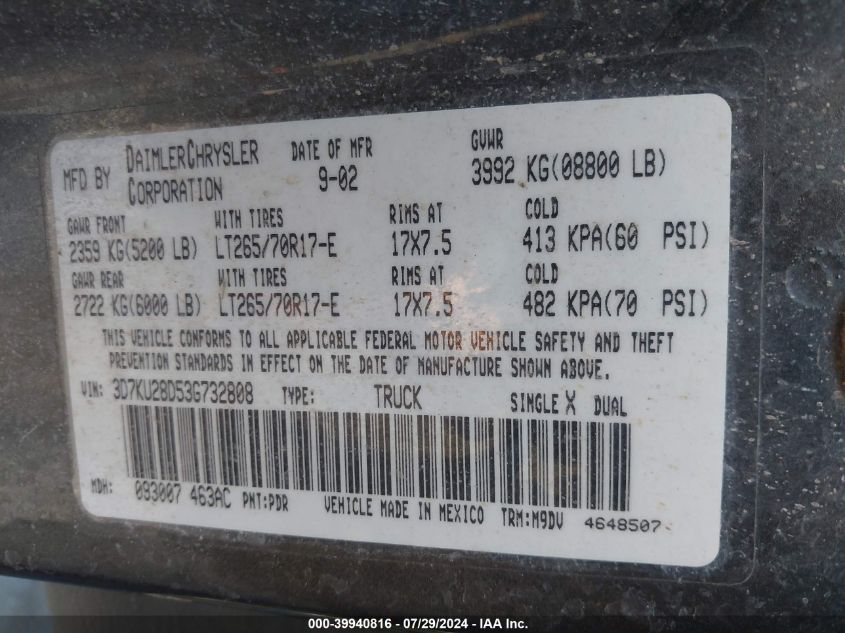 MFD BY DAIMLERCHRYSLER CORPORATION
DATE OF MFR 9-02
GVWR 3992 KG(08800 LB)
GAWR FRONT WITH TIRES RIMS AT COLD
2359 KG(5200 LB) LT265/70R17-E 17X7.5 413 KPA(60 PSI)
GAWR REAR WITH TIRES RIMS AT COLD
2722 KG(6000 LB) LT265/70R17-E 17X7.5 482 KPA(70 PSI)
THIS VEHICLE CONFORMS TO ALL APPLICABLE FEDERAL MOTOR VEHICLE SAFETY AND THEFT
PREVENTION STANDARDS IN EFFECT ON THE DATE OF MANUFACTURE SHOWN ABOVE.
VIN: 3D7KU28D53G732808 TYPE: TRUCK SINGLE X DUAL
MDH: 093007 463AC PNT:PDR VEHICLE MADE IN MEXICO TRM:M9DV 4648507
000-39940816 / 07/29/2024 - IAA Inc.